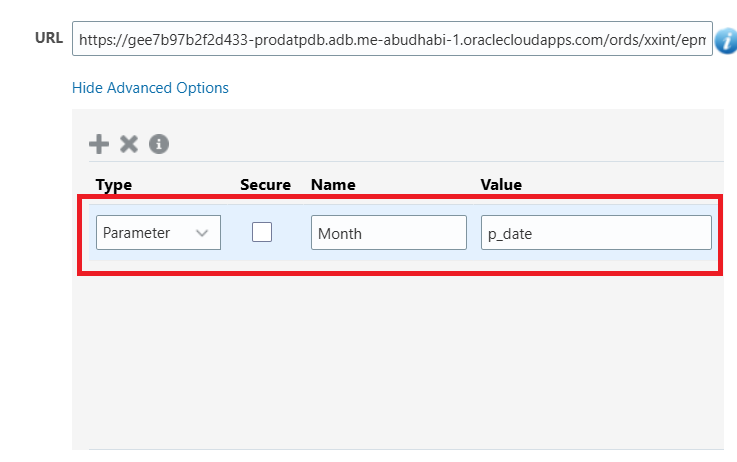 URL https://gee7b97b2f2d433-prodatpdb.adb.me-abudhabi-1.oraclecloudapps.com/ords/xxint/epm
Hide Advanced Options
Type Secure Name Value
Parameter Month p_date